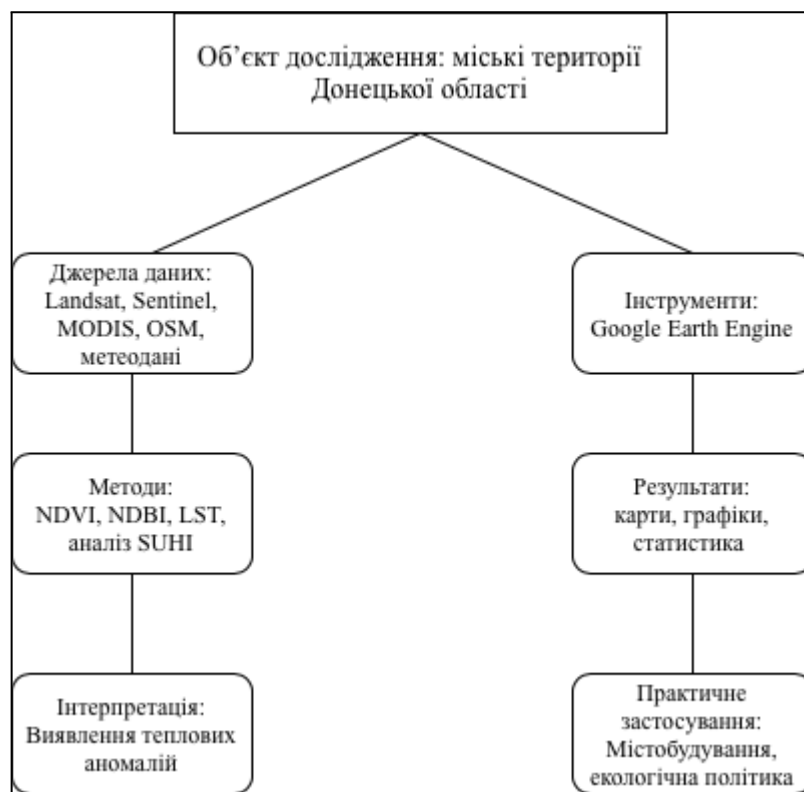 Об’єкт дослідження: міські території
Донецької області
Джерела даних:
Landsat, Sentinel,
MODIS, OSM,
метеодані
Інструменти:
Google Earth Engine
Методи:
NDVI, NDBI, LST,
аналіз SUHI
Результати:
карти, графіки,
статистика
Інтерпретація:
Виявлення теплових
аномалій
Практичне
застосування:
Містобудування,
екологічна політика